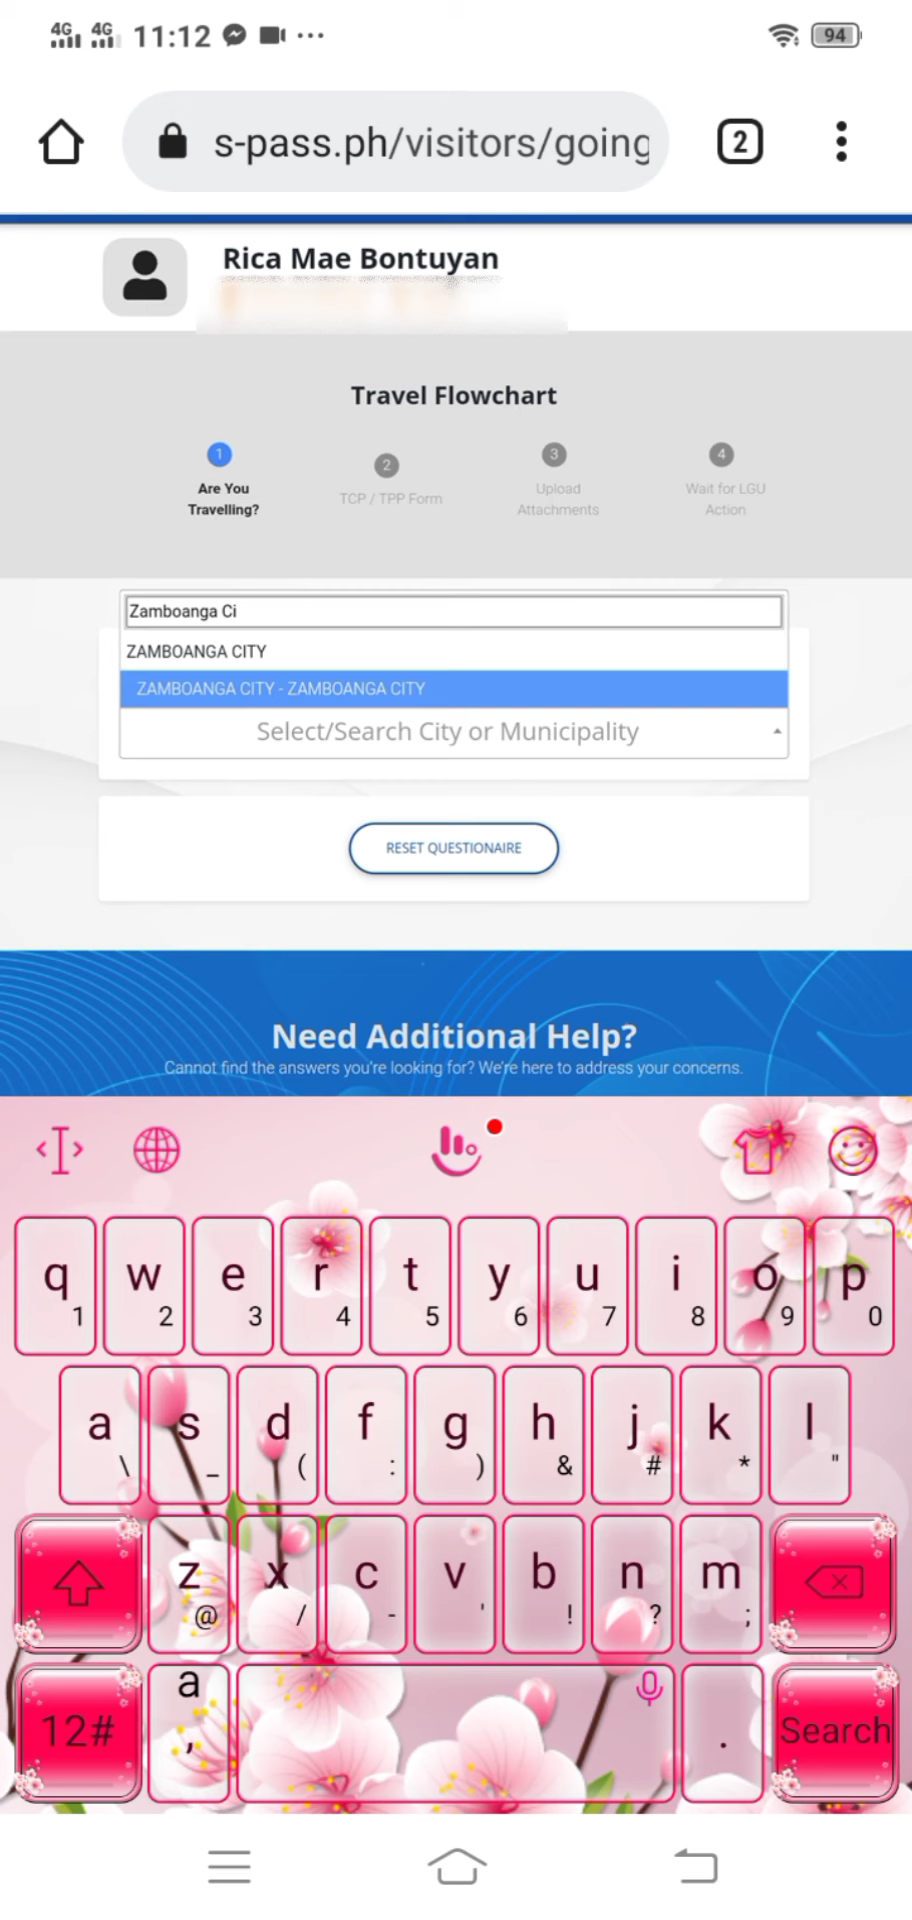 4G 4G 11:12 94
s-pass.ph/visitors/going
2
Rica Mae Bontuyan
Travel Flowchart
1 2 3 4
Are You Travelling?
TCP / TPP Form
Upload Attachments
Wait for LGU Action
Zamboanga Ci
ZAMBOANGA CITY
ZAMBOANGA CITY - ZAMBOANGA CITY
Select/Search City or Municipality
RESET QUESTIONAIRE
Need Additional Help?
Cannot find the answers you're looking for? We're here to address your concerns.
q w e r t y u i o p
1 2 3 4 5 6 7 8 9 0
a s d f g h j k l
\ _ ( : ) & # * "
z x c v b n m
@ / - ' ! ? ;
a
12# , . Search